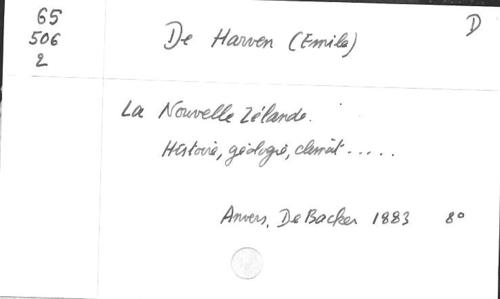 65
506
2
De Harven (Emile)
D
La Nouvelle Zélande.
Histoire, géologie, climat.....
Anvers, De Backer 1883 8°